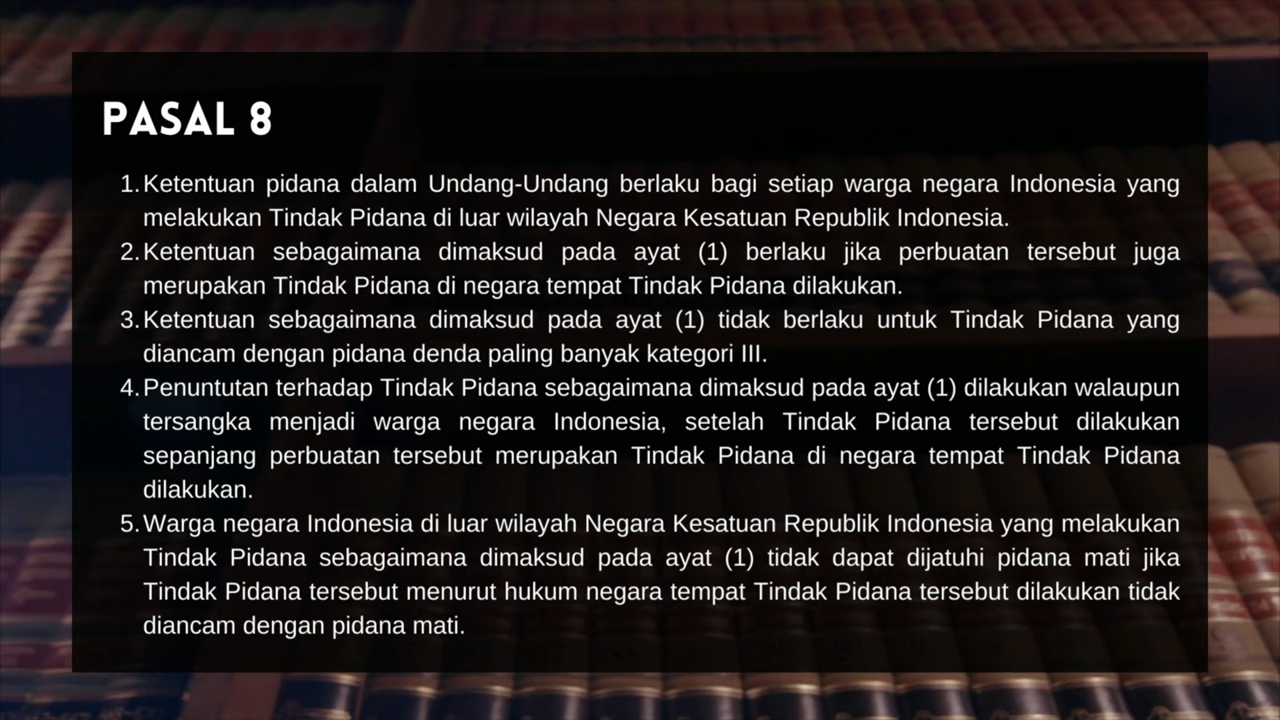 PASAL 8
1. Ketentuan pidana dalam Undang-Undang berlaku bagi setiap warga negara Indonesia yang
melakukan Tindak Pidana di luar wilayah Negara Kesatuan Republik Indonesia.
2. Ketentuan sebagaimana dimaksud pada ayat (1) berlaku jika perbuatan tersebut juga
merupakan Tindak Pidana di negara tempat Tindak Pidana dilakukan.
3. Ketentuan sebagaimana dimaksud pada ayat (1) tidak berlaku untuk Tindak Pidana yang
diancam dengan pidana denda paling banyak kategori III.
4. Penuntutan terhadap Tindak Pidana sebagaimana dimaksud pada ayat (1) dilakukan walaupun
tersangka menjadi warga negara Indonesia, setelah Tindak Pidana tersebut dilakukan
sepanjang perbuatan tersebut merupakan Tindak Pidana di negara tempat Tindak Pidana
dilakukan.
5. Warga negara Indonesia di luar wilayah Negara Kesatuan Republik Indonesia yang melakukan
Tindak Pidana sebagaimana dimaksud pada ayat (1) tidak dapat dijatuhi pidana mati jika
Tindak Pidana tersebut menurut hukum negara tempat Tindak Pidana tersebut dilakukan tidak
diancam dengan pidana mati.